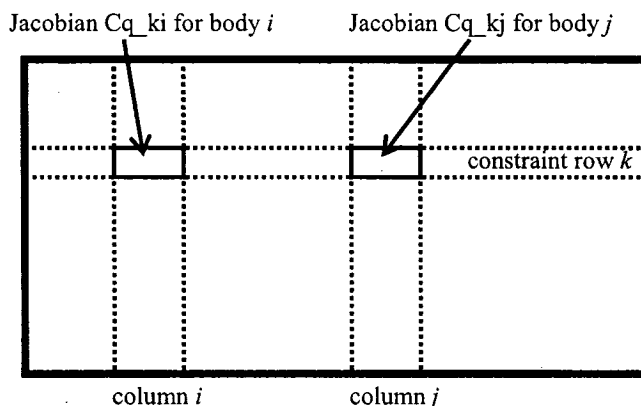 Jacobian Cq_ki for body i
Jacobian Cq_kj for body j
constraint row k
column i
column j